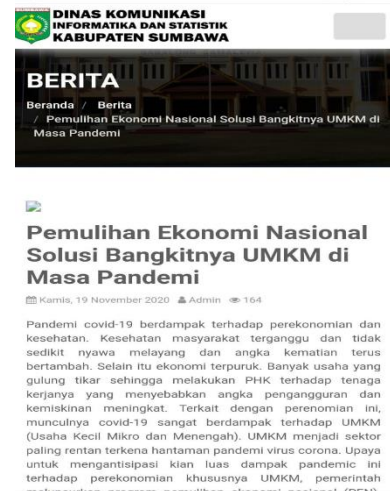 DINAS KOMUNIKASI
INFORMATIKA DAN STATISTIK
KABUPATEN SUMBAWA
BERITA
Beranda / Berita
/ Pemulihan Ekonomi Nasional Solusi Bangkitnya UMKM di
Masa Pandemi
Pemulihan Ekonomi Nasional
Solusi Bangkitnya UMKM di
Masa Pandemi
Kamis, 19 November 2020 Admin 164
Pandemi covid-19 berdampak terhadap perekonomian dan
kesehatan. Kesehatan masyarakat terganggu dan tidak
sedikit nyawa melayang dan angka kematian terus
bertambah. Selain itu ekonomi terpuruk. Banyak usaha yang
gulung tikar sehingga melakukan PHK terhadap tenaga
kerjanya yang menyebabkan angka pengangguran dan
kemiskinan meningkat. Terkait dengan perenomian ini,
munculnya covid-19 sangat berdampak terhadap UMKM
(Usaha Kecil Mikro dan Menengah). UMKM menjadi sektor
paling rentan terkena hantaman pandemi virus corona. Upaya
untuk mengantisipasi kian luas dampak pandemic ini
terhadap perekonomian khususnya UMKM, pemerintah
meluncurkan program pemulihan ekonomi nasional (PEN)